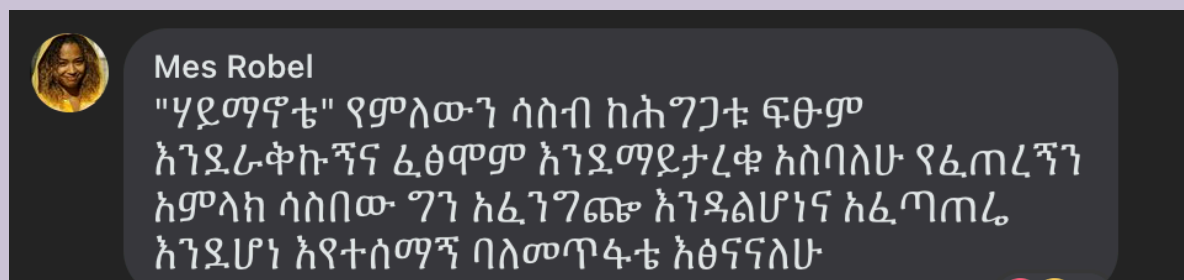 Mes Robel
"ሃይማኖቴ" የምለውን ሳስብ ከሕግጋቱ ፍፁም
እንደራቅኩኝና ፈፅሞም እንደማይታረቁ አስባለሁ የፈጠረኝን
አምላክ ሳስበው ግን አፈንግጬ እንዳልሆነና አፈጣጠሬ
እንደሆነ እየተሰማኝ ባለመጥፋቴ እፅናናለሁ